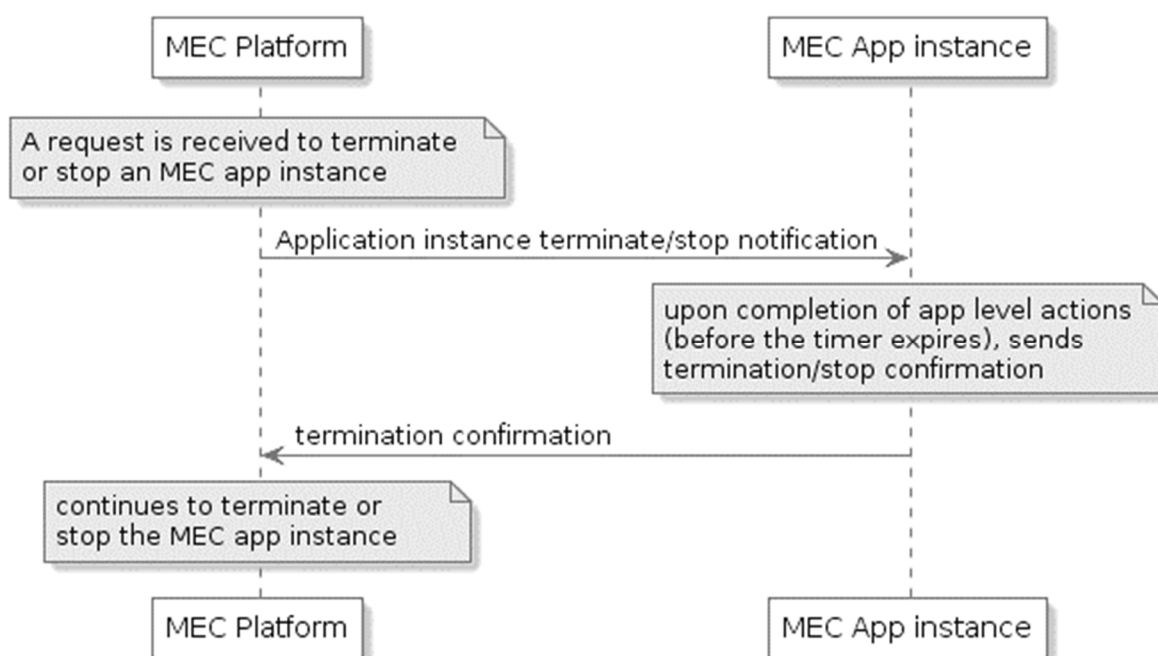 MEC Platform
MEC App instance
A request is received to terminate
or stop an MEC app instance
Application instance terminate/stop notification
upon completion of app level actions
(before the timer expires), sends
termination/stop confirmation
termination confirmation
continues to terminate or
stop the MEC app instance
MEC Platform
MEC App instance